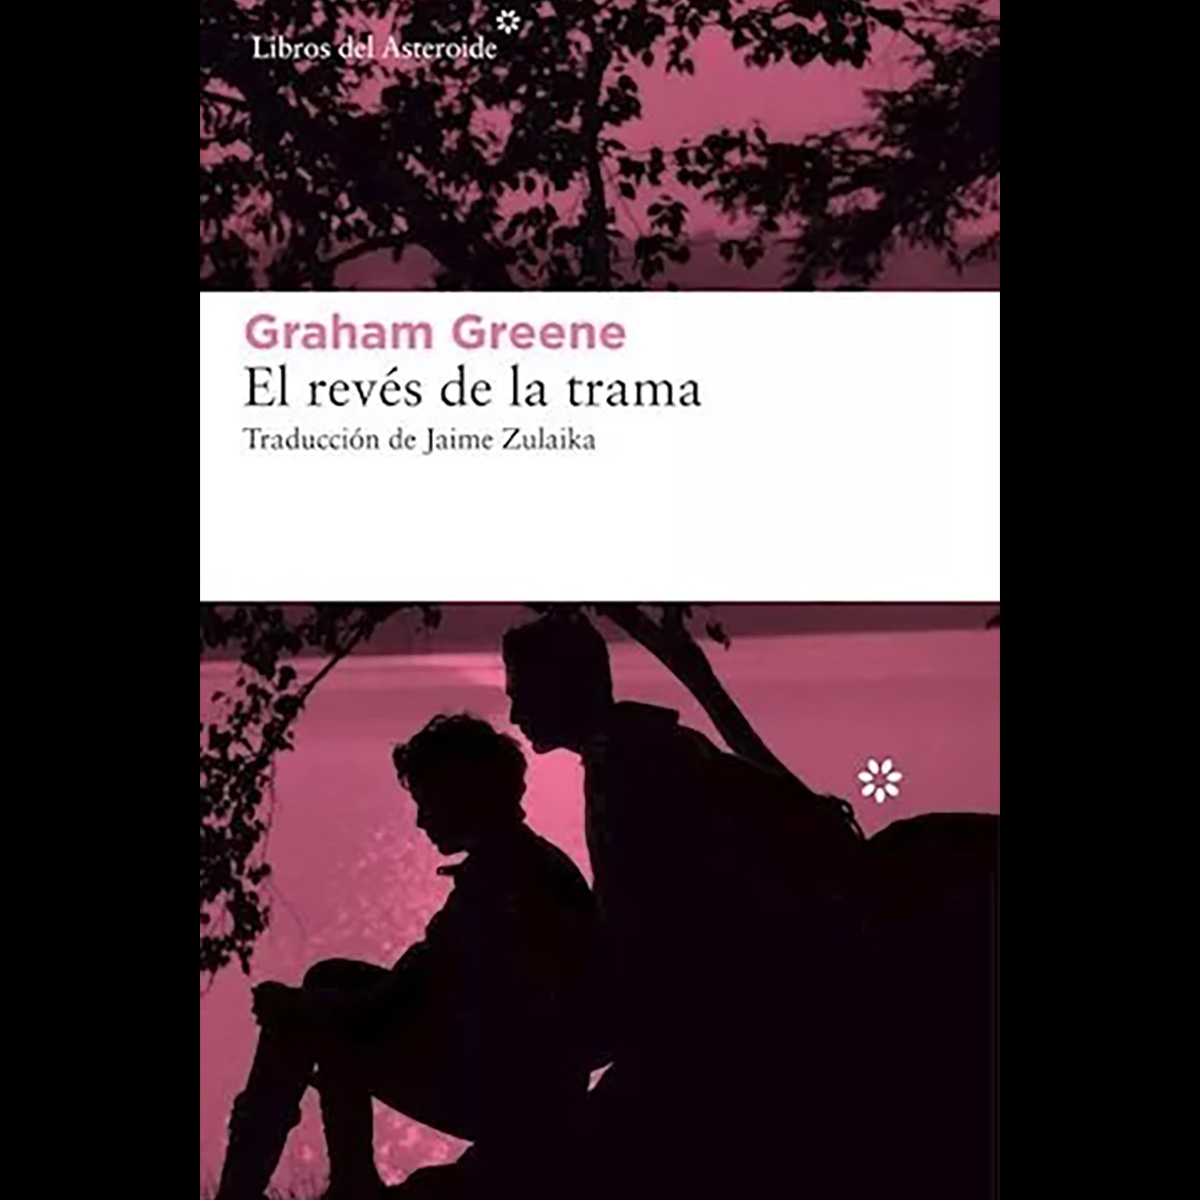 Libros del Asteroide
Graham Greene
El revés de la trama
Traducción de Jaime Zulaika